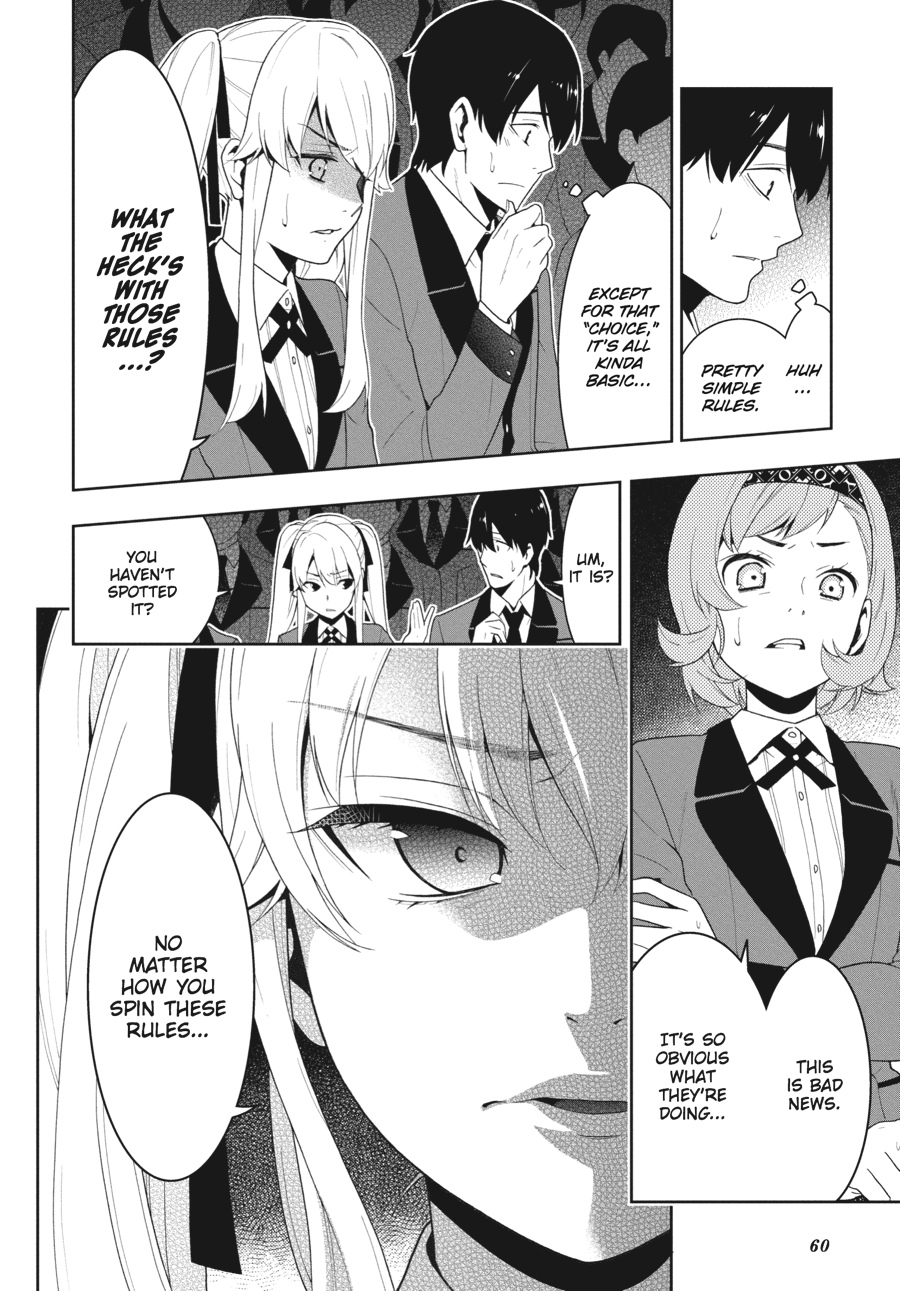 HUH
...
PRETTY
SIMPLE
RULES.
EXCEPT
FOR THAT
"CHOICE,"
IT'S ALL
KINDA
BASIC...
WHAT
THE
HECK'S
WITH
THOSE
RULES
....?
THIS
IS BAD
NEWS.
IT'S SO
OBVIOUS
WHAT
THEY'RE
DOING...
UM,
IT IS?
YOU
HAVEN'T
SPOTTED
IT?
NO
MATTER
HOW YOU
SPIN THESE
RULES...
60